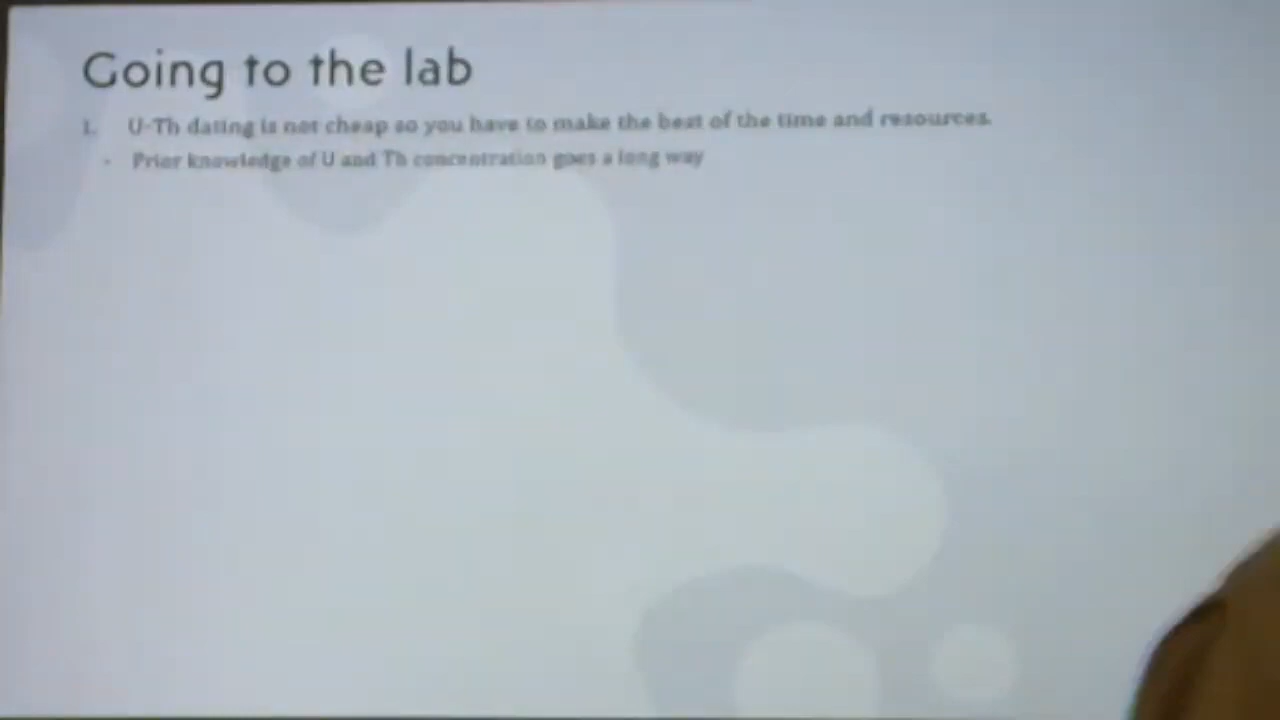 Going to the lab
1. U-Th dating is not cheap so you have to make the best of the time and resources.
• Prior knowledge of U and Th concentration goes a long way